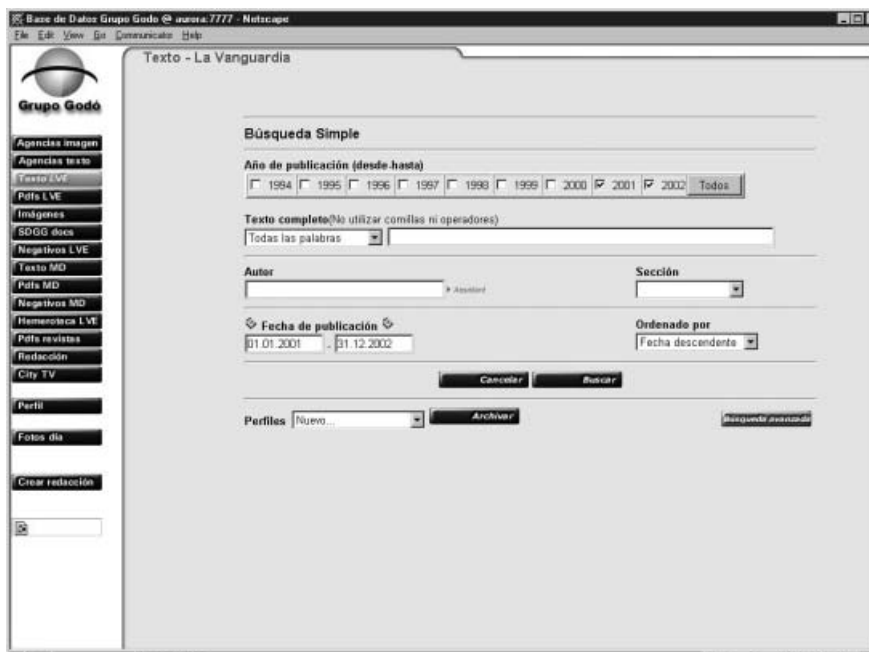 Base de Datos Grupo Godo @ aurora:7777 - Netscape
File Edit View Go Communicator Help
Texto - La Vanguardia
Grupo Godó
Agencias imagen
Agencias texto
Texto LVE
Pdfs LVE
Imágenes
SDGG docs
Negativos LVE
Texto MD
Pdfs MD
Negativos MD
Hemeroteca LVE
Pdfs revistas
Redacción
City TV
Perfil
Fotos día
Crear redacción
Búsqueda Simple
Año de publicación (desde-hasta)
1994 1995 1996 1997 1998 1999 2000 2001 2002 Todos
Texto completo(No utilizar comillas ni operadores)
Todas las palabras
Autor Sección
Fecha de publicación Ordenado por
01.01.2001 - 31.12.2002 Fecha descendente
Cancelar Buscar
Perfiles Nuevo... Archivar Búsqueda avanzada